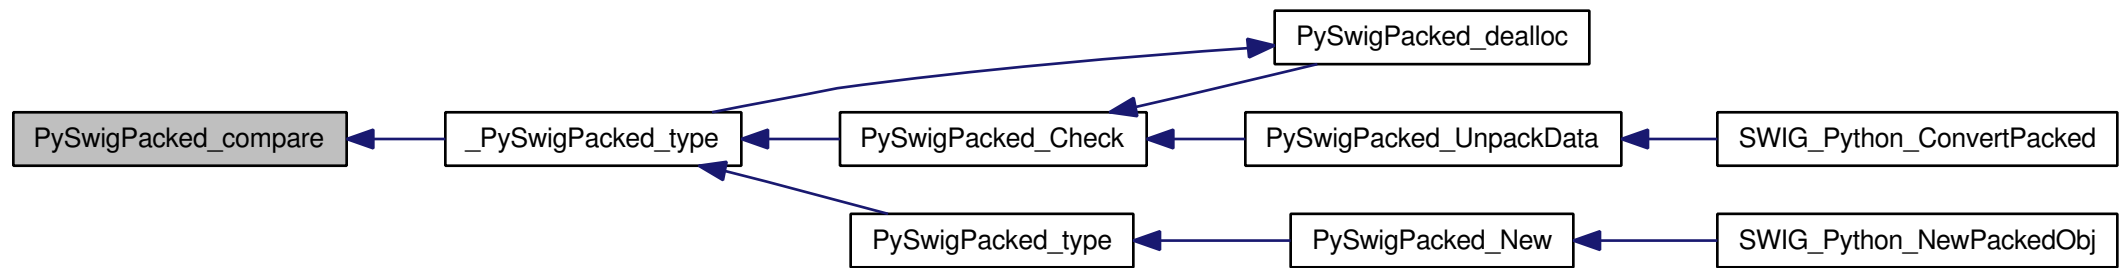 PySwigPacked_dealloc
PySwigPacked_compare
_PySwigPacked_type
PySwigPacked_Check
PySwigPacked_UnpackData
SWIG_Python_ConvertPacked
PySwigPacked_type
PySwigPacked_New
SWIG_Python_NewPackedObj